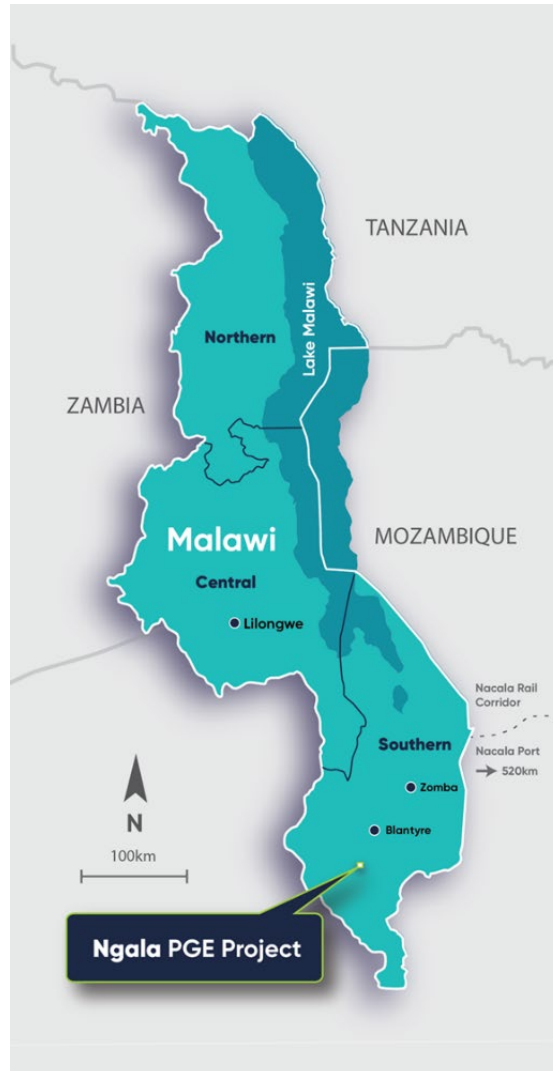 TANZANIA
Lake Malawi
Northern
ZAMBIA
Malawi
MOZAMBIQUE
Central
Lilongwe
Nacala Rail
Corridor
Southern
Nacala Port
520km
Zomba
N
Blantyre
100km
Ngala PGE Project